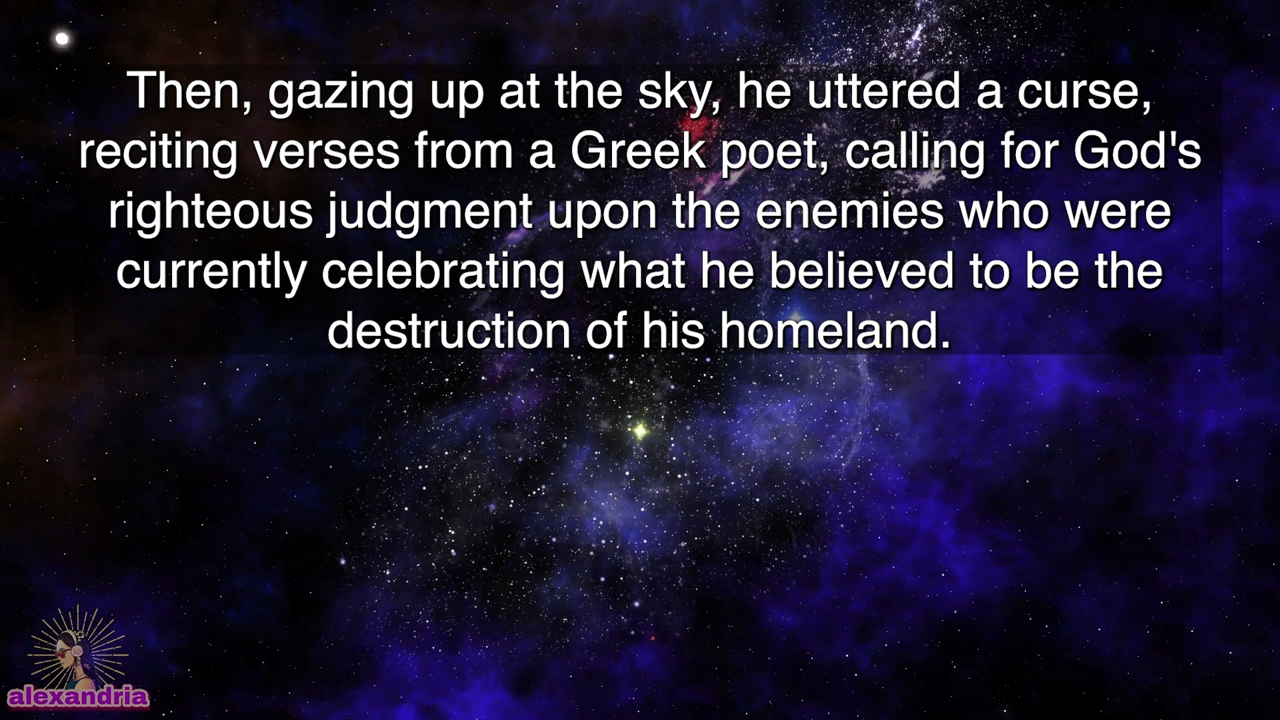 Then, gazing up at the sky, he uttered a curse,
reciting verses from a Greek poet, calling for God's
righteous judgment upon the enemies who were
currently celebrating what he believed to be the
destruction of his homeland.
alexandria